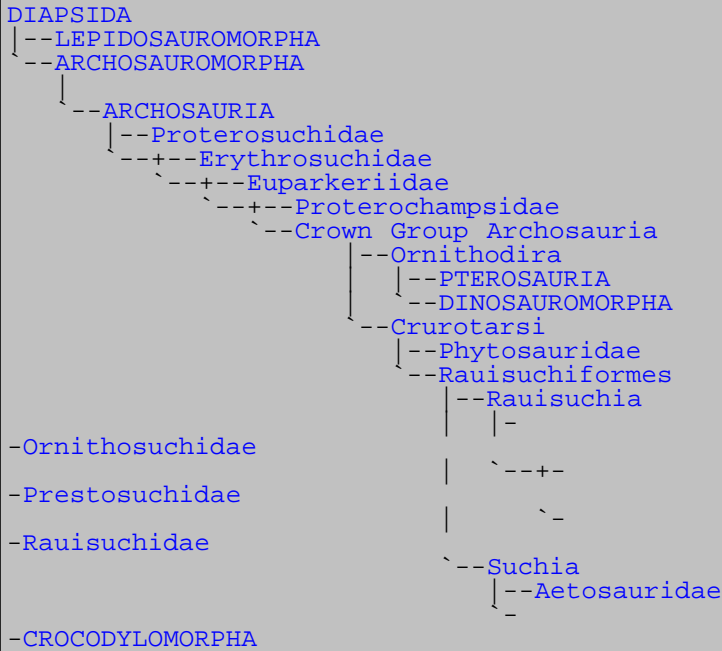 DIAPSIDA
|--LEPIDOSAUROMORPHA
`--ARCHOSAUROMORPHA
   |
   `--ARCHOSAURIA
      |--Proterosuchidae
      `--+--Erythrosuchidae
         `--+--Euparkeriidae
            `--+--Proterochampsidae
               `--Crown Group Archosauria
                     |--Ornithodira
                     |  |--PTEROSAURIA
                     |  `--DINOSAUROMORPHA
                     `--Crurotarsi
                        |--Phytosauridae
                        `--Rauisuchiformes
                           |--Rauisuchia
                           |  |-
-Ornithosuchidae
                           |  `--+-
-Prestosuchidae
                           |     `-
-Rauisuchidae
                           `--Suchia
                              |--Aetosauridae
                              `-
-CROCODYLOMORPHA